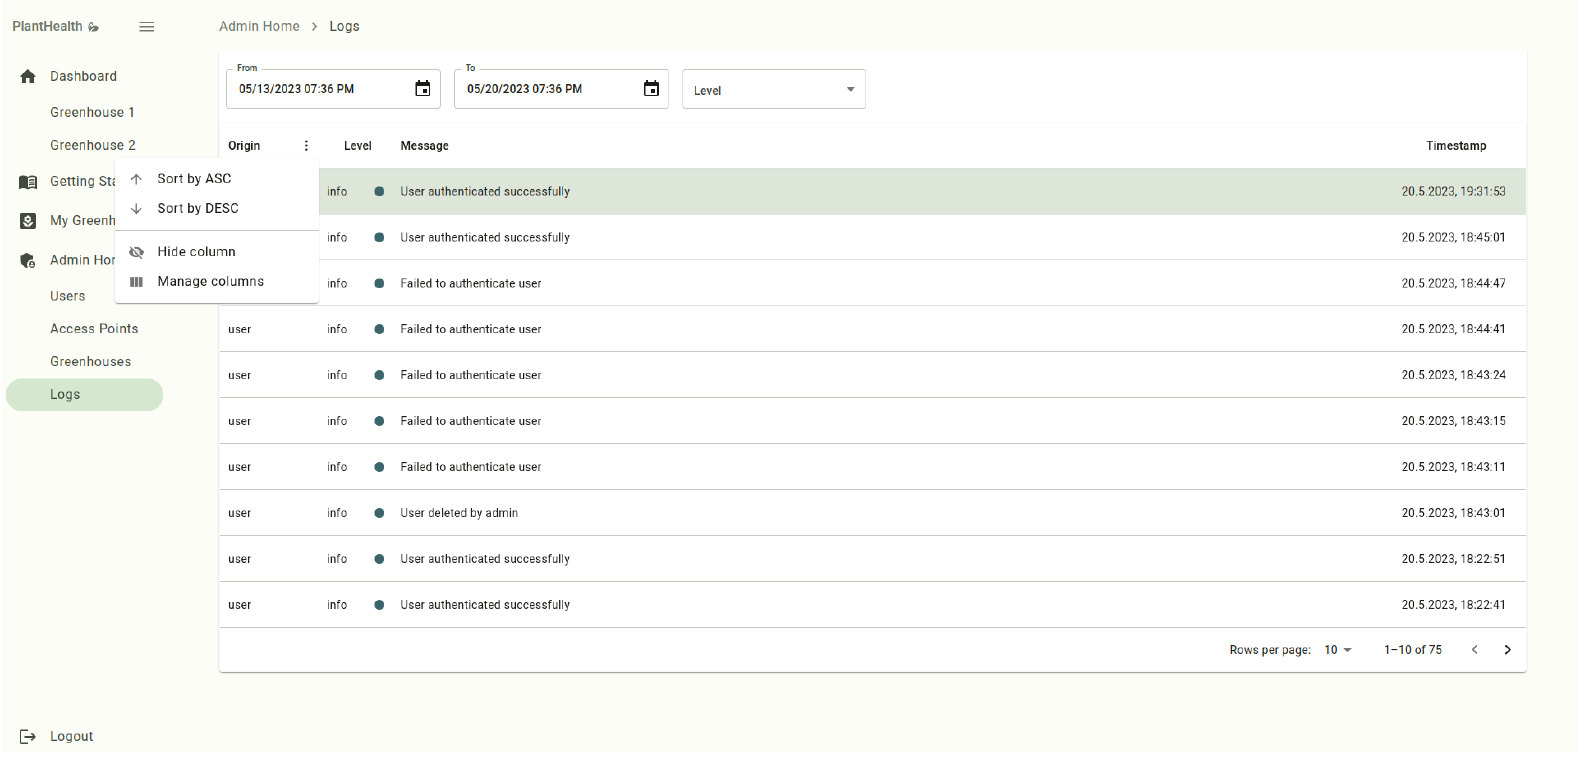 PlantHealth
Admin Home > Logs
Dashboard
Greenhouse 1
Greenhouse 2
Getting Sta
My Greenh
Admin Hor
Users
Access Points
Greenhouses
Logs
Logout
From
05/13/2023 07:36 PM
To
05/20/2023 07:36 PM
Level
Origin Level Message Timestamp
Sort by ASC
Sort by DESC
Hide column
Manage columns
info User authenticated successfully 20.5.2023, 19:31:53
info User authenticated successfully 20.5.2023, 18:45:01
info Failed to authenticate user 20.5.2023, 18:44:47
user info Failed to authenticate user 20.5.2023, 18:44:41
user info Failed to authenticate user 20.5.2023, 18:43:24
user info Failed to authenticate user 20.5.2023, 18:43:15
user info Failed to authenticate user 20.5.2023, 18:43:11
user info User deleted by admin 20.5.2023, 18:43:01
user info User authenticated successfully 20.5.2023, 18:22:51
user info User authenticated successfully 20.5.2023, 18:22:41
Rows per page: 10 1–10 of 75